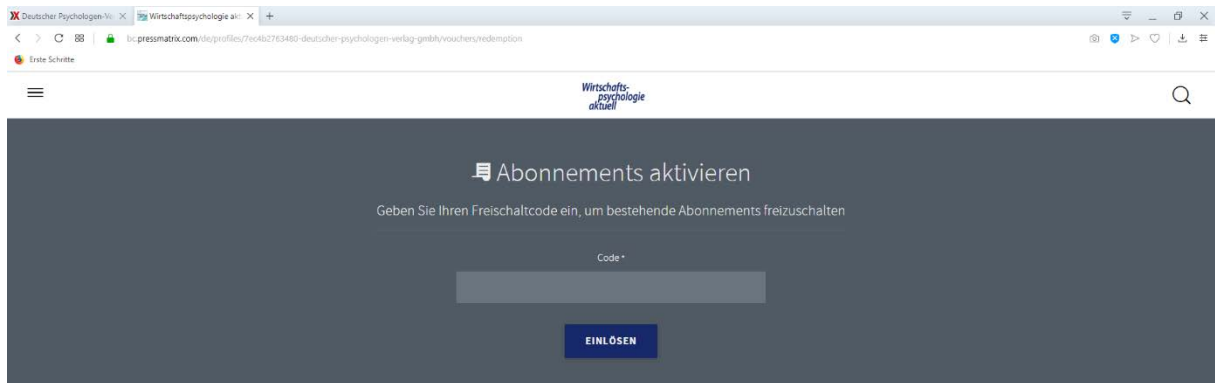 Deutscher Psychologen-Ve
Wirtschaftspsychologie akt
bc.pressmatrix.com/de/profiles/7ec4b2763460-deutscher-psychologen-verlag-gmbh/vouchers/redemption
Erste Schritte
Wirtschafts-
psychologie
aktuell
Abonnements aktivieren
Geben Sie Ihren Freischaltcode ein, um bestehende Abonnements freizuschalten
Code *
EINLÖSEN